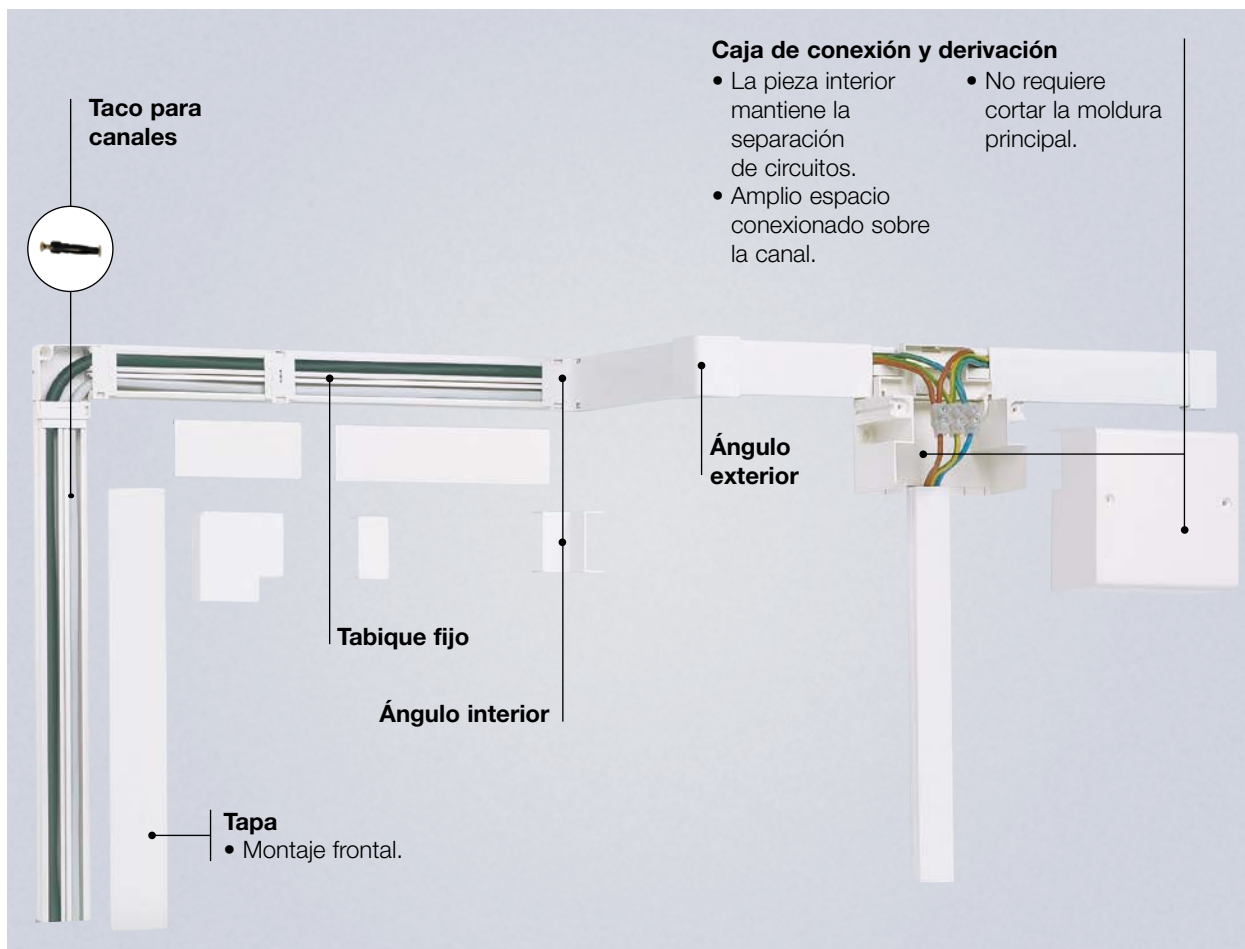 Taco para
canales
Caja de conexión y derivación
• La pieza interior
mantiene la
separación
de circuitos.
• Amplio espacio
conexionado sobre
la canal.
• No requiere
cortar la moldura
principal.
Ángulo
exterior
Tabique fijo
Ángulo interior
Tapa
• Montaje frontal.